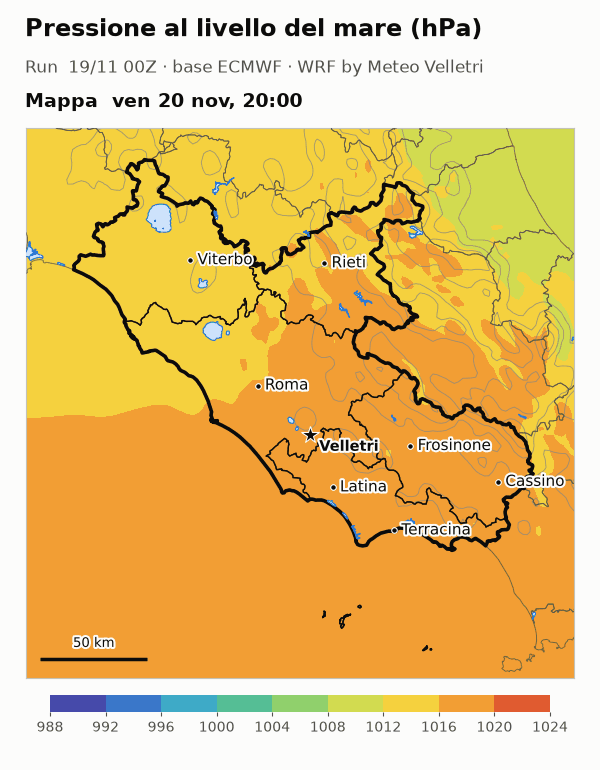 Pressione al livello del mare (hPa)
Run  19/11 00Z · base ECMWF · WRF by Meteo Velletri
Mappa  ven 20 nov, 20:00
Viterbo
Rieti
Roma
Velletri
Frosinone
Latina
Cassino
Terracina
50 km
988 992 996 1000 1004 1008 1012 1016 1020 1024